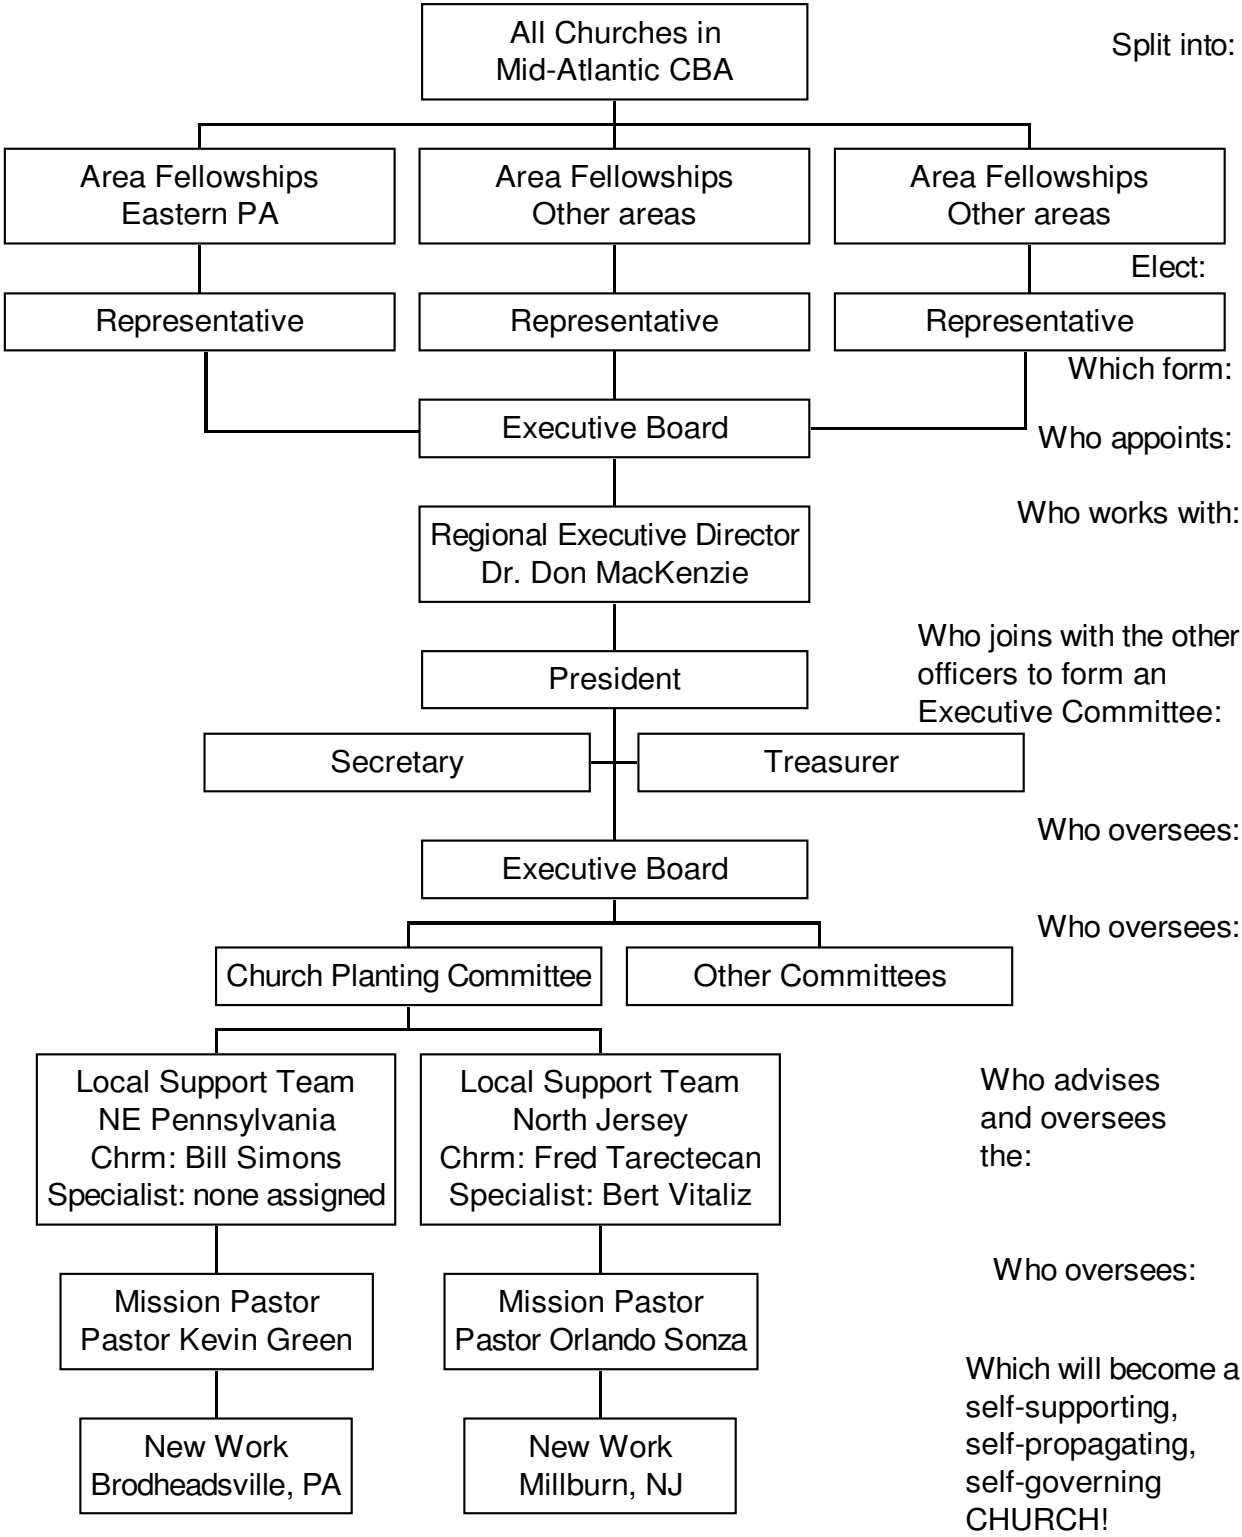 All Churches in
Mid-Atlantic CBA
Split into:
Area Fellowships
Eastern PA
Area Fellowships
Other areas
Area Fellowships
Other areas
Elect:
Representative
Representative
Representative
Which form:
Executive Board
Who appoints:
Who works with:
Regional Executive Director
Dr. Don MacKenzie
Who joins with the other
officers to form an
Executive Committee:
President
Secretary
Treasurer
Who oversees:
Executive Board
Who oversees:
Church Planting Committee
Other Committees
Local Support Team
NE Pennsylvania
Chrm: Bill Simons
Specialist: none assigned
Local Support Team
North Jersey
Chrm: Fred Tarectecan
Specialist: Bert Vitaliz
Who advises
and oversees
the:
Mission Pastor
Pastor Kevin Green
Mission Pastor
Pastor Orlando Sonza
Who oversees:
New Work
Brodheadsville, PA
New Work
Millburn, NJ
Which will become a
self-supporting,
self-propagating,
self-governing
CHURCH!